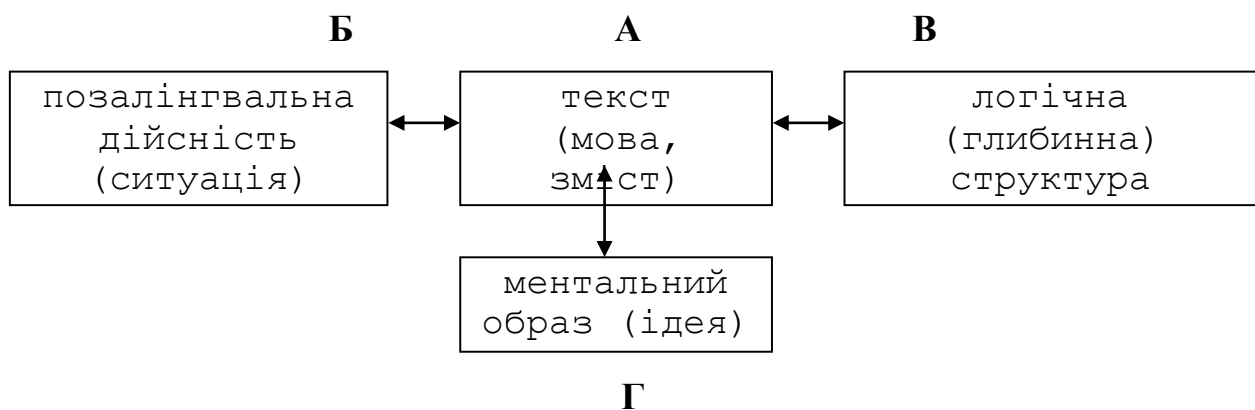 Б А В
позалінгвальна
дійсність
(ситуація)
текст
(мова,
зміст)
логічна
(глибинна)
структура
ментальний
образ (ідея)
Г